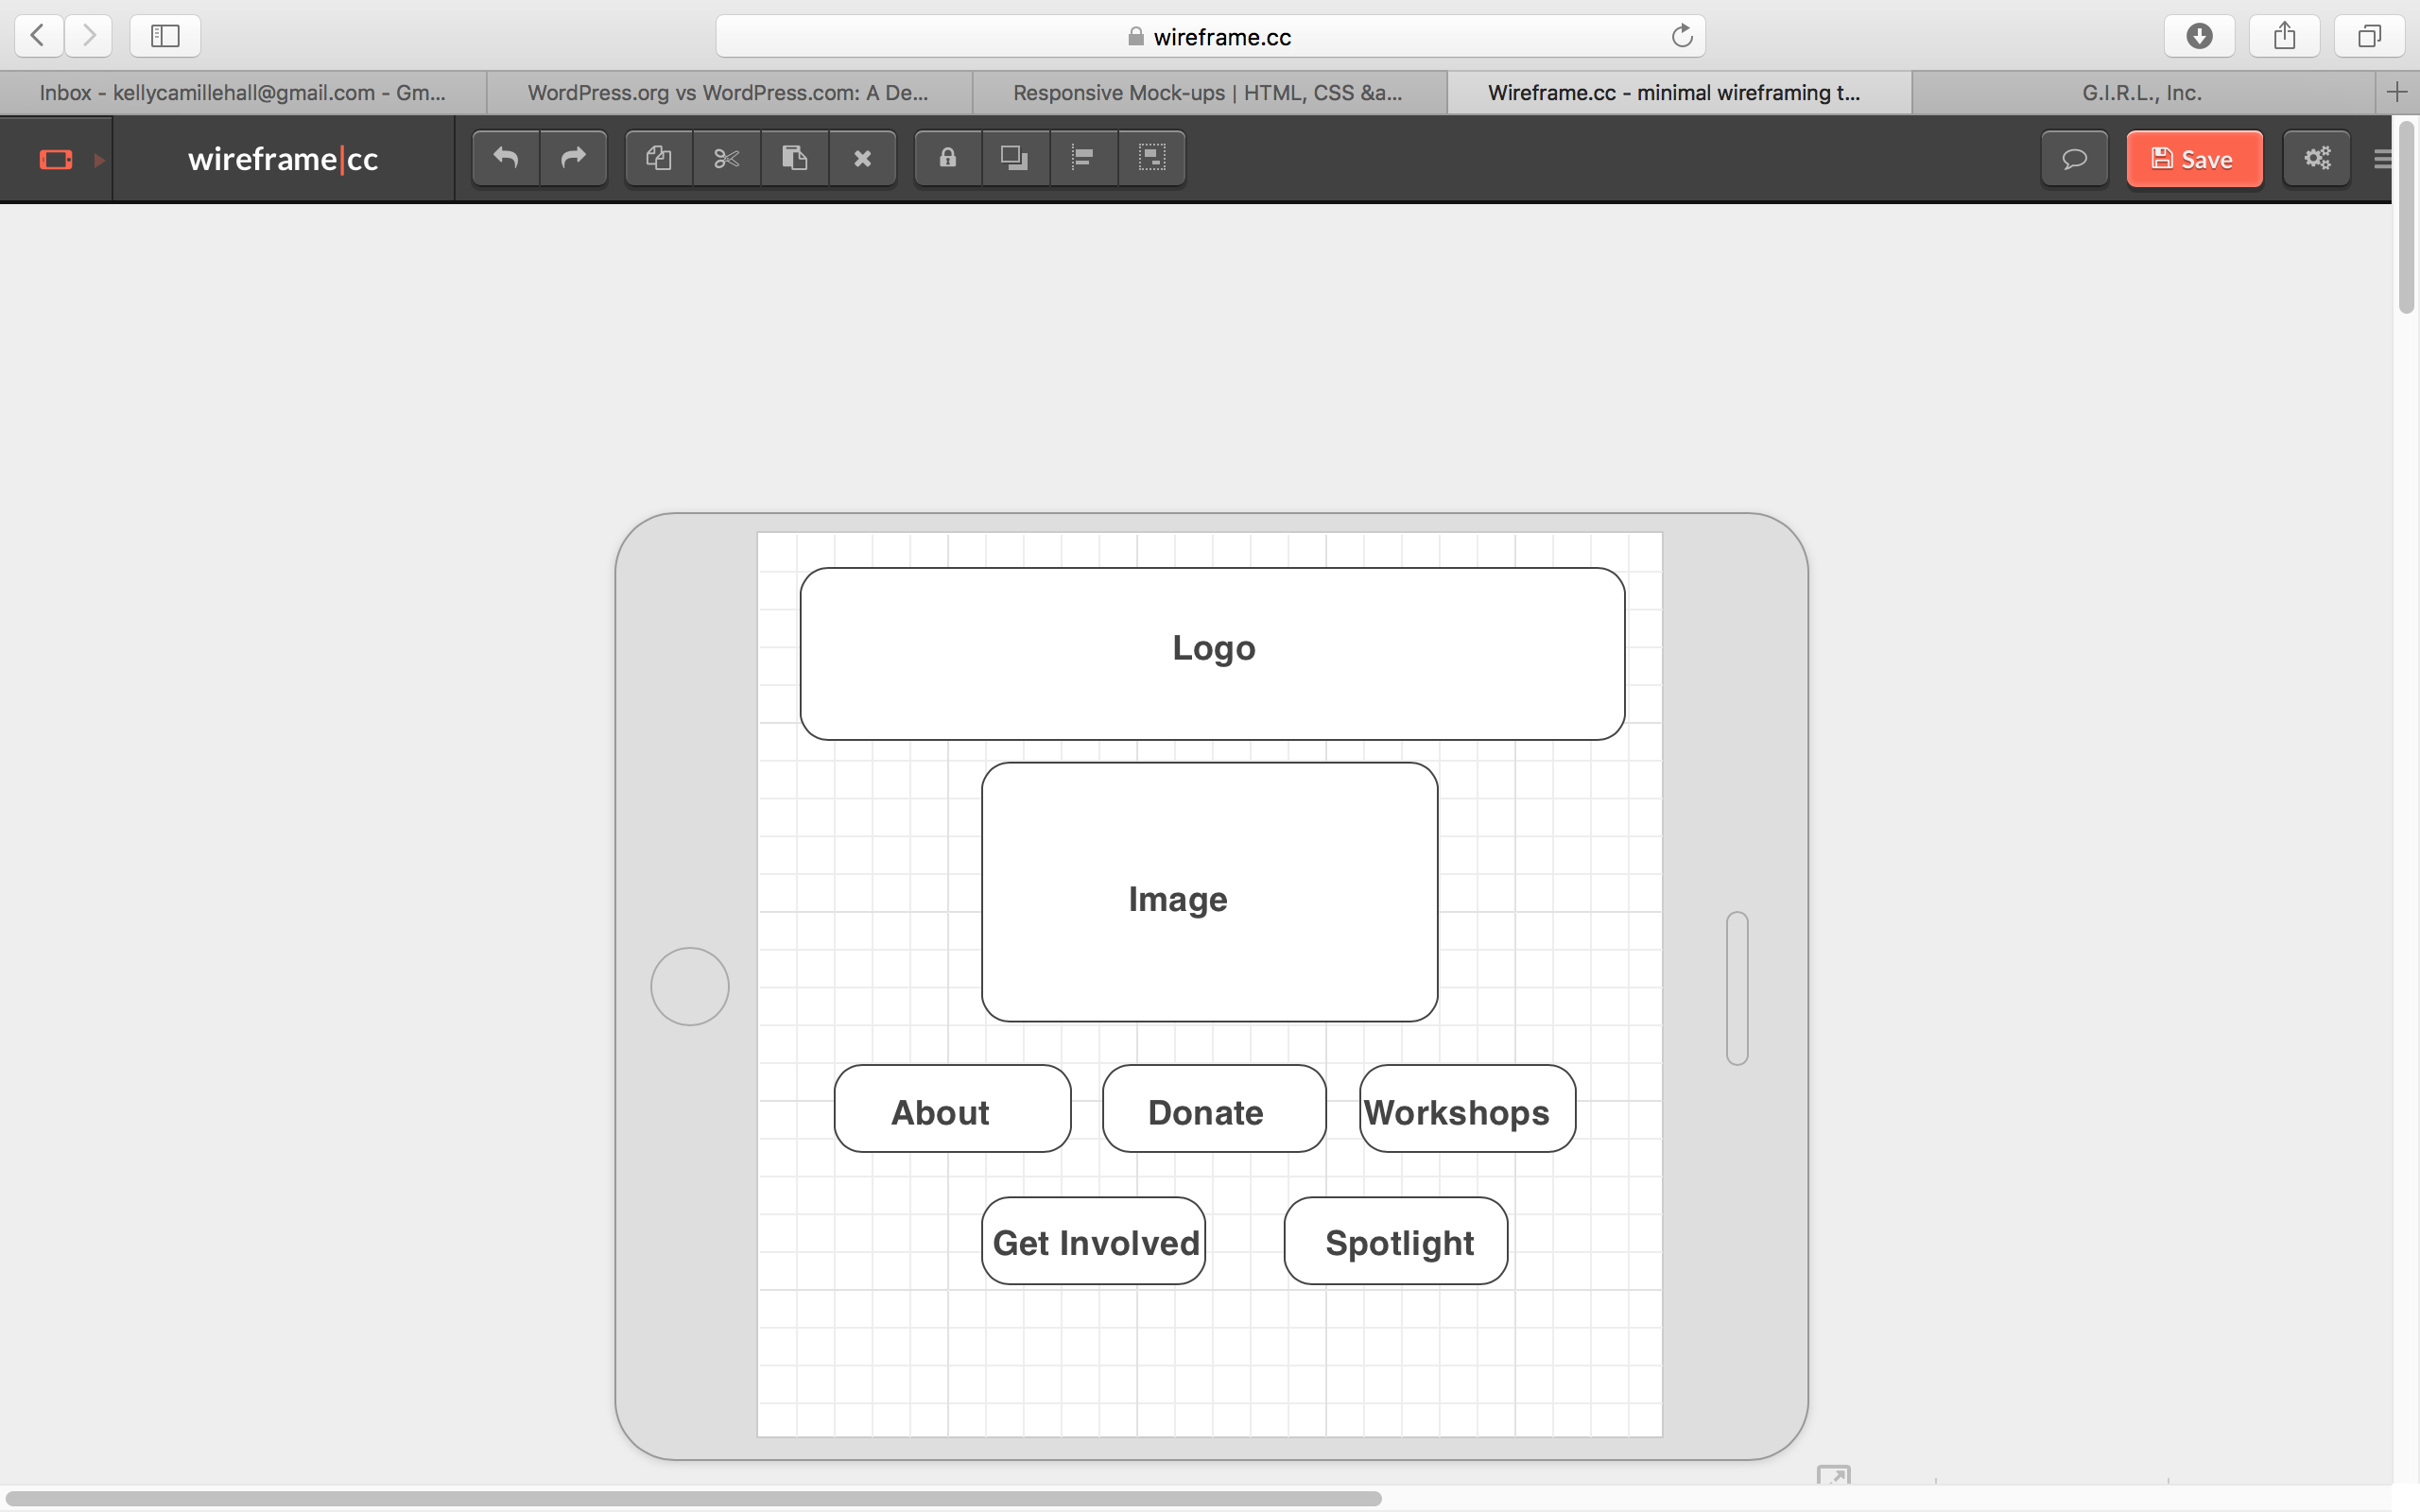 wireframe.cc
Inbox - kellycamillehall@gmail.com - Gm...
WordPress.org vs WordPress.com: A De...
Responsive Mock-ups | HTML, CSS &a...
Wireframe.cc - minimal wireframing t...
G.I.R.L., Inc.
wireframe|cc
Save
Logo
Image
About
Donate
Workshops
Get Involved
Spotlight